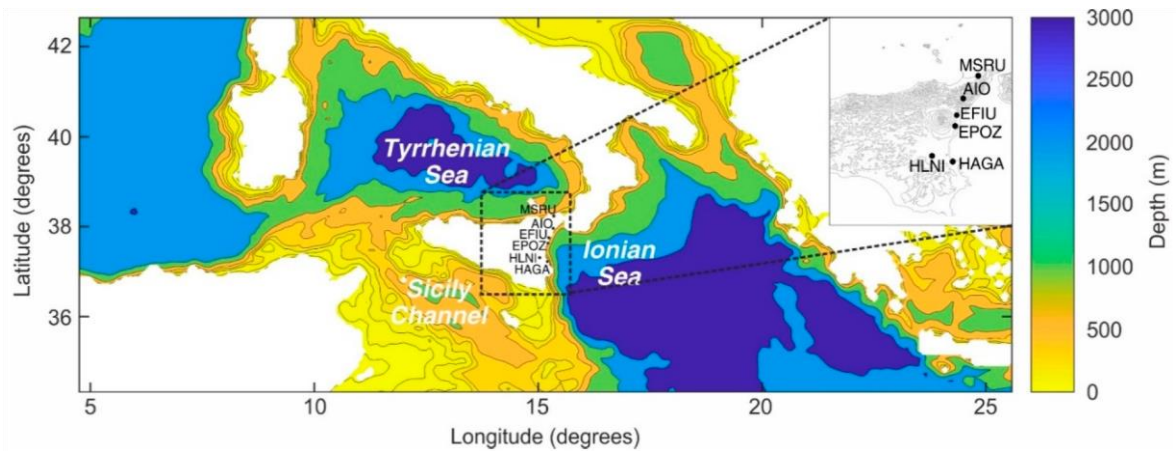 42
40
38
36
Latitude (degrees)
5
10
15
20
25
Longitude (degrees)
Tyrrhenian
Sea
Ionian
Sea
Sicily
Channel
MSRU
AIO
EFIU
EPOZ
HLNI
HAGA
MSRU
AIO
EFIU
EPOZ
HLNI HAGA
3000
2500
2000
1500
1000
500
0
Depth (m)